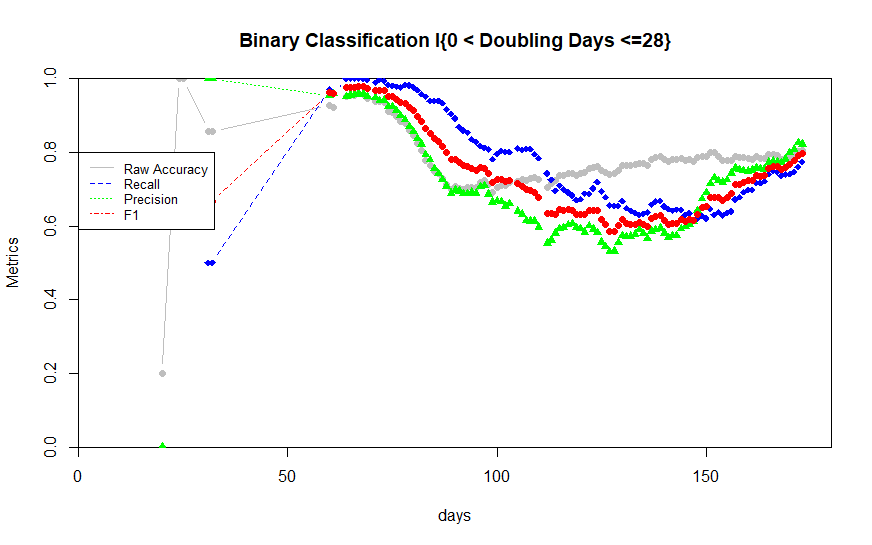 Binary Classification I{0 < Doubling Days <=28}
1.0
0.8
0.6
0.4
0.2
0.0
Metrics
Raw Accuracy
Recall
Precision
F1
0 50 100 150
days